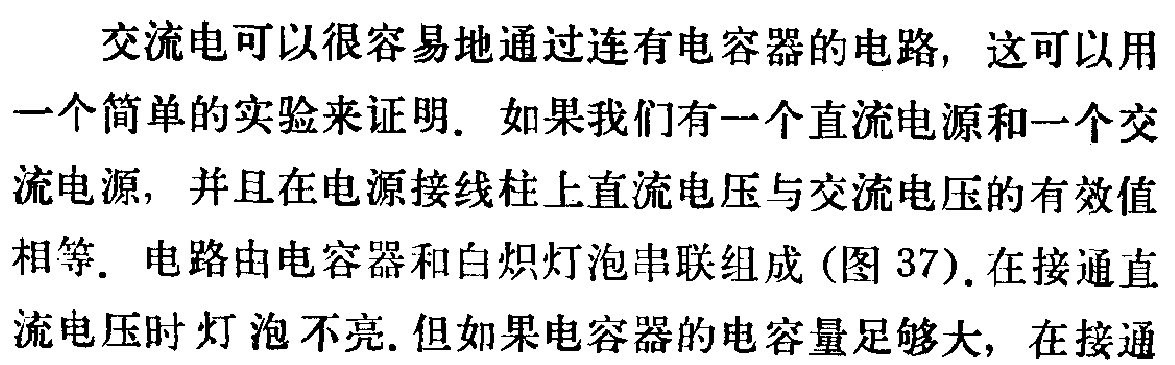 交流电可以很容易地通过连有电容器的电路，这可以用
一个简单的实验来证明．如果我们有一个直流电源和一个交
流电源，并且在电源接线柱上直流电压与交流电压的有效值
相等．电路由电容器和白炽灯泡串联组成（图 37）．在接通直
流电压时灯泡不亮．但如果电容器的电容量足够大，在接通